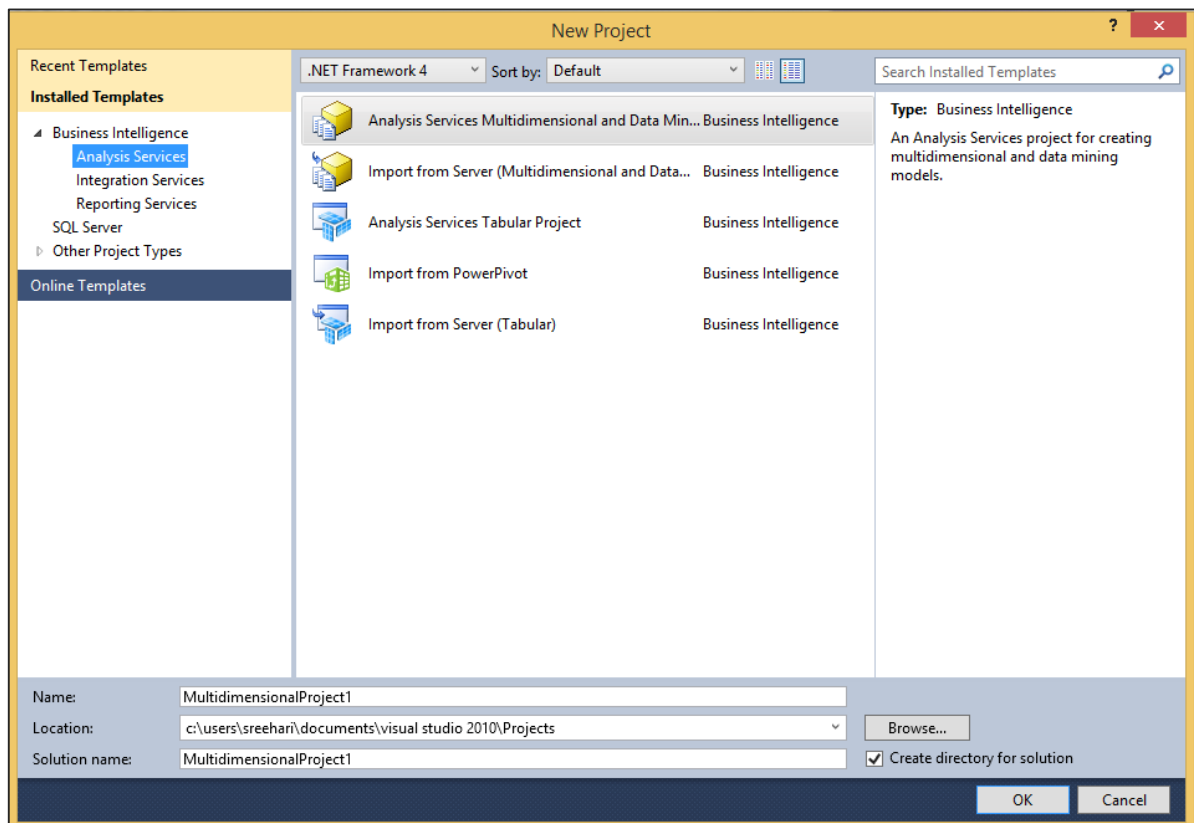 New Project
?
Recent Templates
Installed Templates
Business Intelligence
Analysis Services
Integration Services
Reporting Services
SQL Server
Other Project Types
Online Templates
.NET Framework 4 Sort by: Default
Search Installed Templates
Analysis Services Multidimensional and Data Min... Business Intelligence
Import from Server (Multidimensional and Data... Business Intelligence
Analysis Services Tabular Project Business Intelligence
Import from PowerPivot Business Intelligence
Import from Server (Tabular) Business Intelligence
Type: Business Intelligence
An Analysis Services project for creating
multidimensional and data mining
models.
Name: MultidimensionalProject1
Location: c:\users\sreehari\documents\visual studio 2010\Projects Browse...
Solution name: MultidimensionalProject1 Create directory for solution
OK Cancel